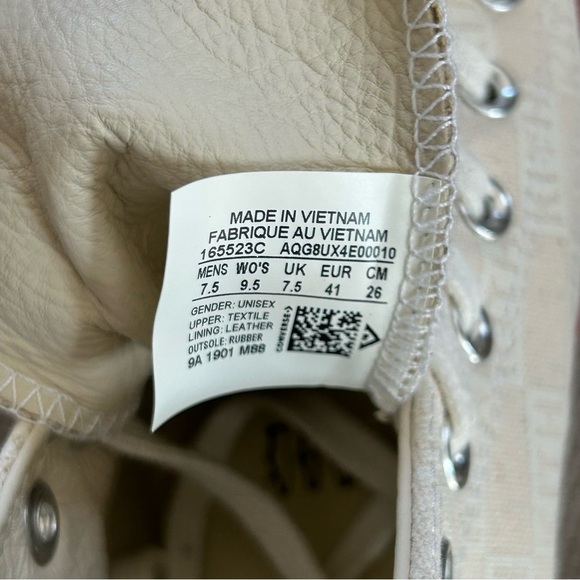 MADE IN VIETNAM
FABRIQUE AU VIETNAM
165523C AQG8UX4E00010
MENS WO'S UK EUR CM
7.5 9.5 7.5 41 26
GENDER: UNISEX
UPPER: TEXTILE
LINING: LEATHER
OUTSOLE: RUBBER
9A 1901 M88
CONVERSE